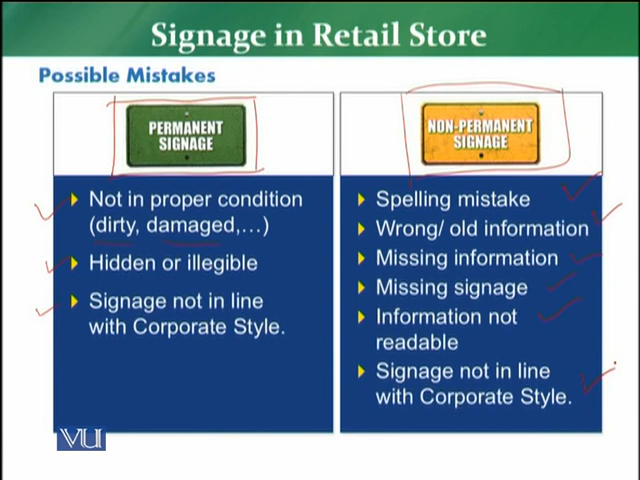 Signage in Retail Store
Possible Mistakes
PERMANENT
SIGNAGE
Not in proper condition
(dirty, damaged,...)
Hidden or illegible
Signage not in line
with Corporate Style.
NON-PERMANENT
SIGNAGE
Spelling mistake
Wrong/ old information
Missing information
Missing signage
Information not
readable
Signage not in line
with Corporate Style.
VU